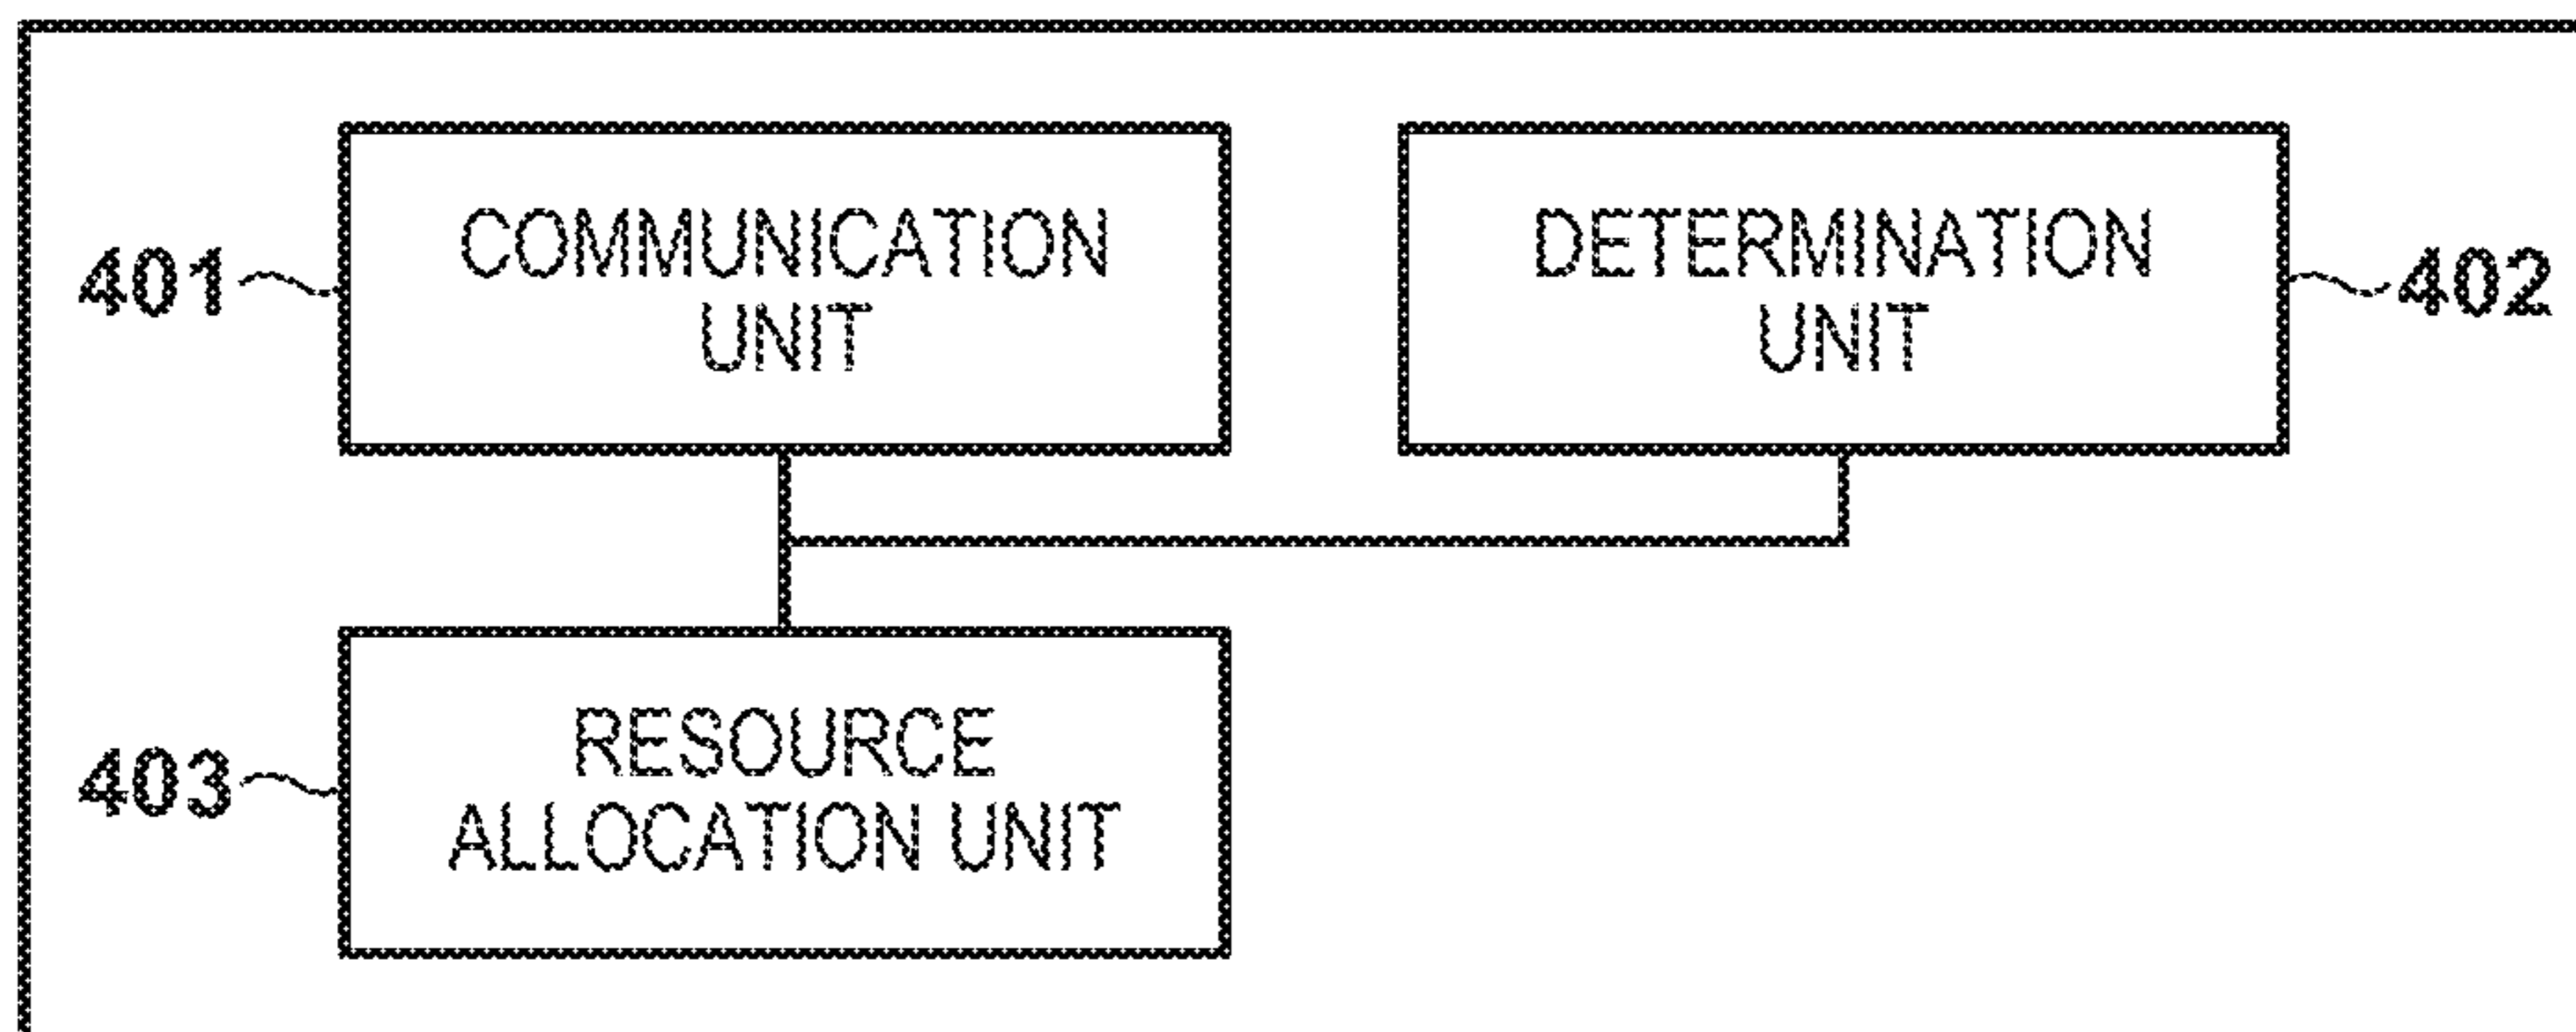 401
COMMUNICATION
UNIT
DETERMINATION
UNIT
402
403
RESOURCE
ALLOCATION UNIT